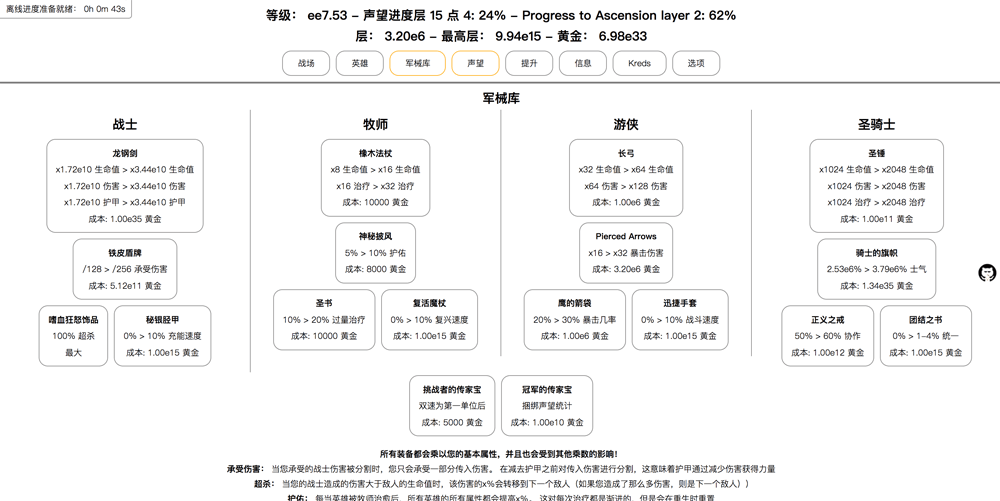 离线进度准备就绪： 0h 0m 43s
等级： ee7.53 – 声望进度层 15 点 4: 24% – Progress to Ascension layer 2: 62%
层： 3.20e6 – 最高层： 9.94e15 – 黄金： 6.98e33
战场 英雄 军械库 声望 提升 信息 Kreds 选项
军械库
战士
龙钢剑
x1.72e10 生命值 > x3.44e10 生命值
x1.72e10 伤害 > x3.44e10 伤害
x1.72e10 护甲 > x3.44e10 护甲
成本: 1.00e35 黄金
铁皮盾牌
/128 > /256 承受伤害
成本: 5.12e11 黄金
嗜血狂怒饰品
100% 超杀
最大
秘银胫甲
0% > 10% 充能速度
成本: 1.00e15 黄金
牧师
橡木法杖
x8 生命值 > x16 生命值
x16 治疗 > x32 治疗
成本: 10000 黄金
神秘披风
5% > 10% 护佑
成本: 8000 黄金
圣书
10% > 20% 过量治疗
成本: 10000 黄金
复活魔杖
0% > 10% 复兴速度
成本: 1.00e15 黄金
游侠
长弓
x32 生命值 > x64 生命值
x64 伤害 > x128 伤害
成本: 1.00e6 黄金
Pierced Arrows
x16 > x32 暴击伤害
成本: 3.20e6 黄金
鹰的箭袋
20% > 30% 暴击几率
成本: 1.00e6 黄金
迅捷手套
0% > 10% 战斗速度
成本: 1.00e15 黄金
圣骑士
圣锤
x1024 生命值 > x2048 生命值
x1024 伤害 > x2048 伤害
x1024 治疗 > x2048 治疗
成本: 1.00e11 黄金
骑士的旗帜
2.53e6% > 3.79e6% 士气
成本: 1.34e35 黄金
正义之戒
50% > 60% 协作
成本: 1.00e12 黄金
团结之书
0% > 1-4% 统一
成本: 1.00e15 黄金
挑战者的传家宝
双速为第一单位后
成本: 5000 黄金
冠军的传家宝
捆绑声望统计
成本: 1.00e10 黄金
所有装备都会乘以您的基本属性，并且也会受到其他乘数的影响！
承受伤害： 当您承受的战士伤害被分割时，您只会承受一部分传入伤害。 在减去护甲之前对传入伤害进行分割，这意味着护甲通过减少伤害获得力量
超杀： 当您的战士造成的伤害大于敌人的生命值时，该伤害的x%会转移到下一个敌人（如果您造成了那么多伤害，则是下一个敌人））
护佑： 每当英雄被牧师治愈后，所有英雄的所有属性都会提高x%。 这对每次治疗都是渐进的，但是会在重生时重置